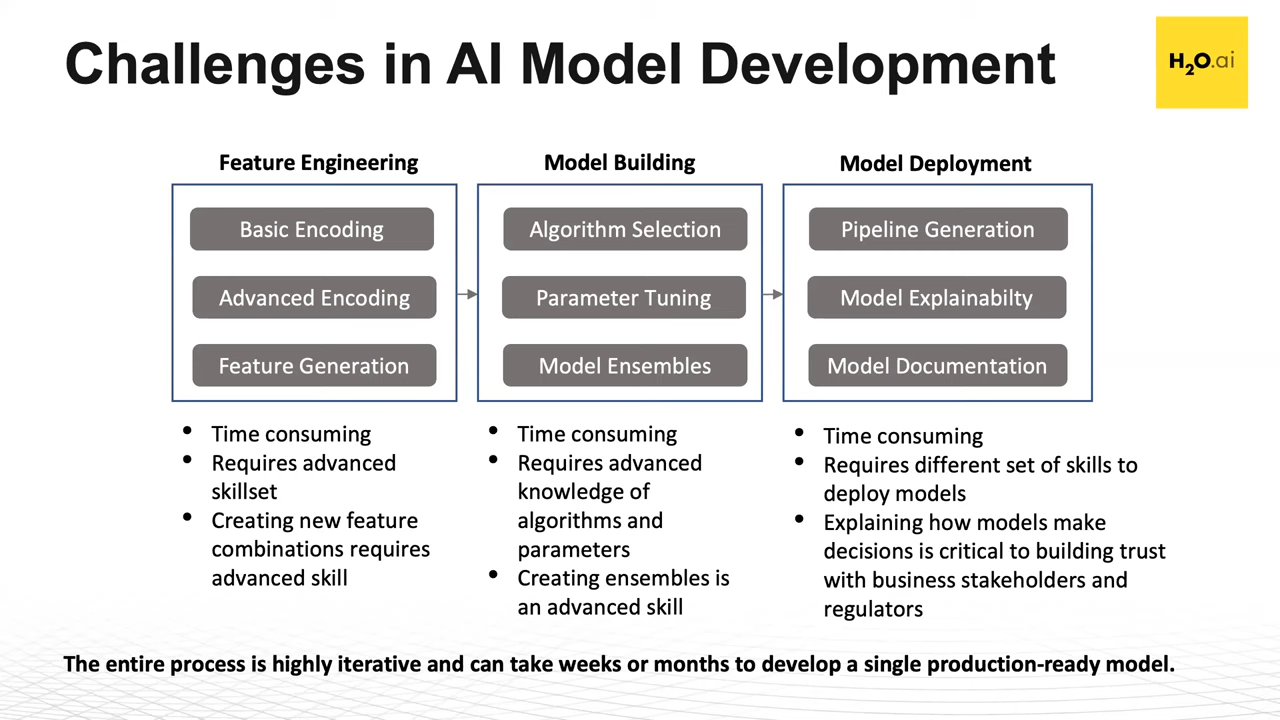 Challenges in AI Model Development
H2O.ai
Feature Engineering
Basic Encoding
Advanced Encoding
Feature Generation
• Time consuming
• Requires advanced
skillset
• Creating new feature
combinations requires
advanced skill
Model Building
Algorithm Selection
Parameter Tuning
Model Ensembles
• Time consuming
• Requires advanced
knowledge of
algorithms and
parameters
• Creating ensembles is
an advanced skill
Model Deployment
Pipeline Generation
Model Explainabilty
Model Documentation
• Time consuming
• Requires different set of skills to
deploy models
• Explaining how models make
decisions is critical to building trust
with business stakeholders and
regulators
The entire process is highly iterative and can take weeks or months to develop a single production-ready model.